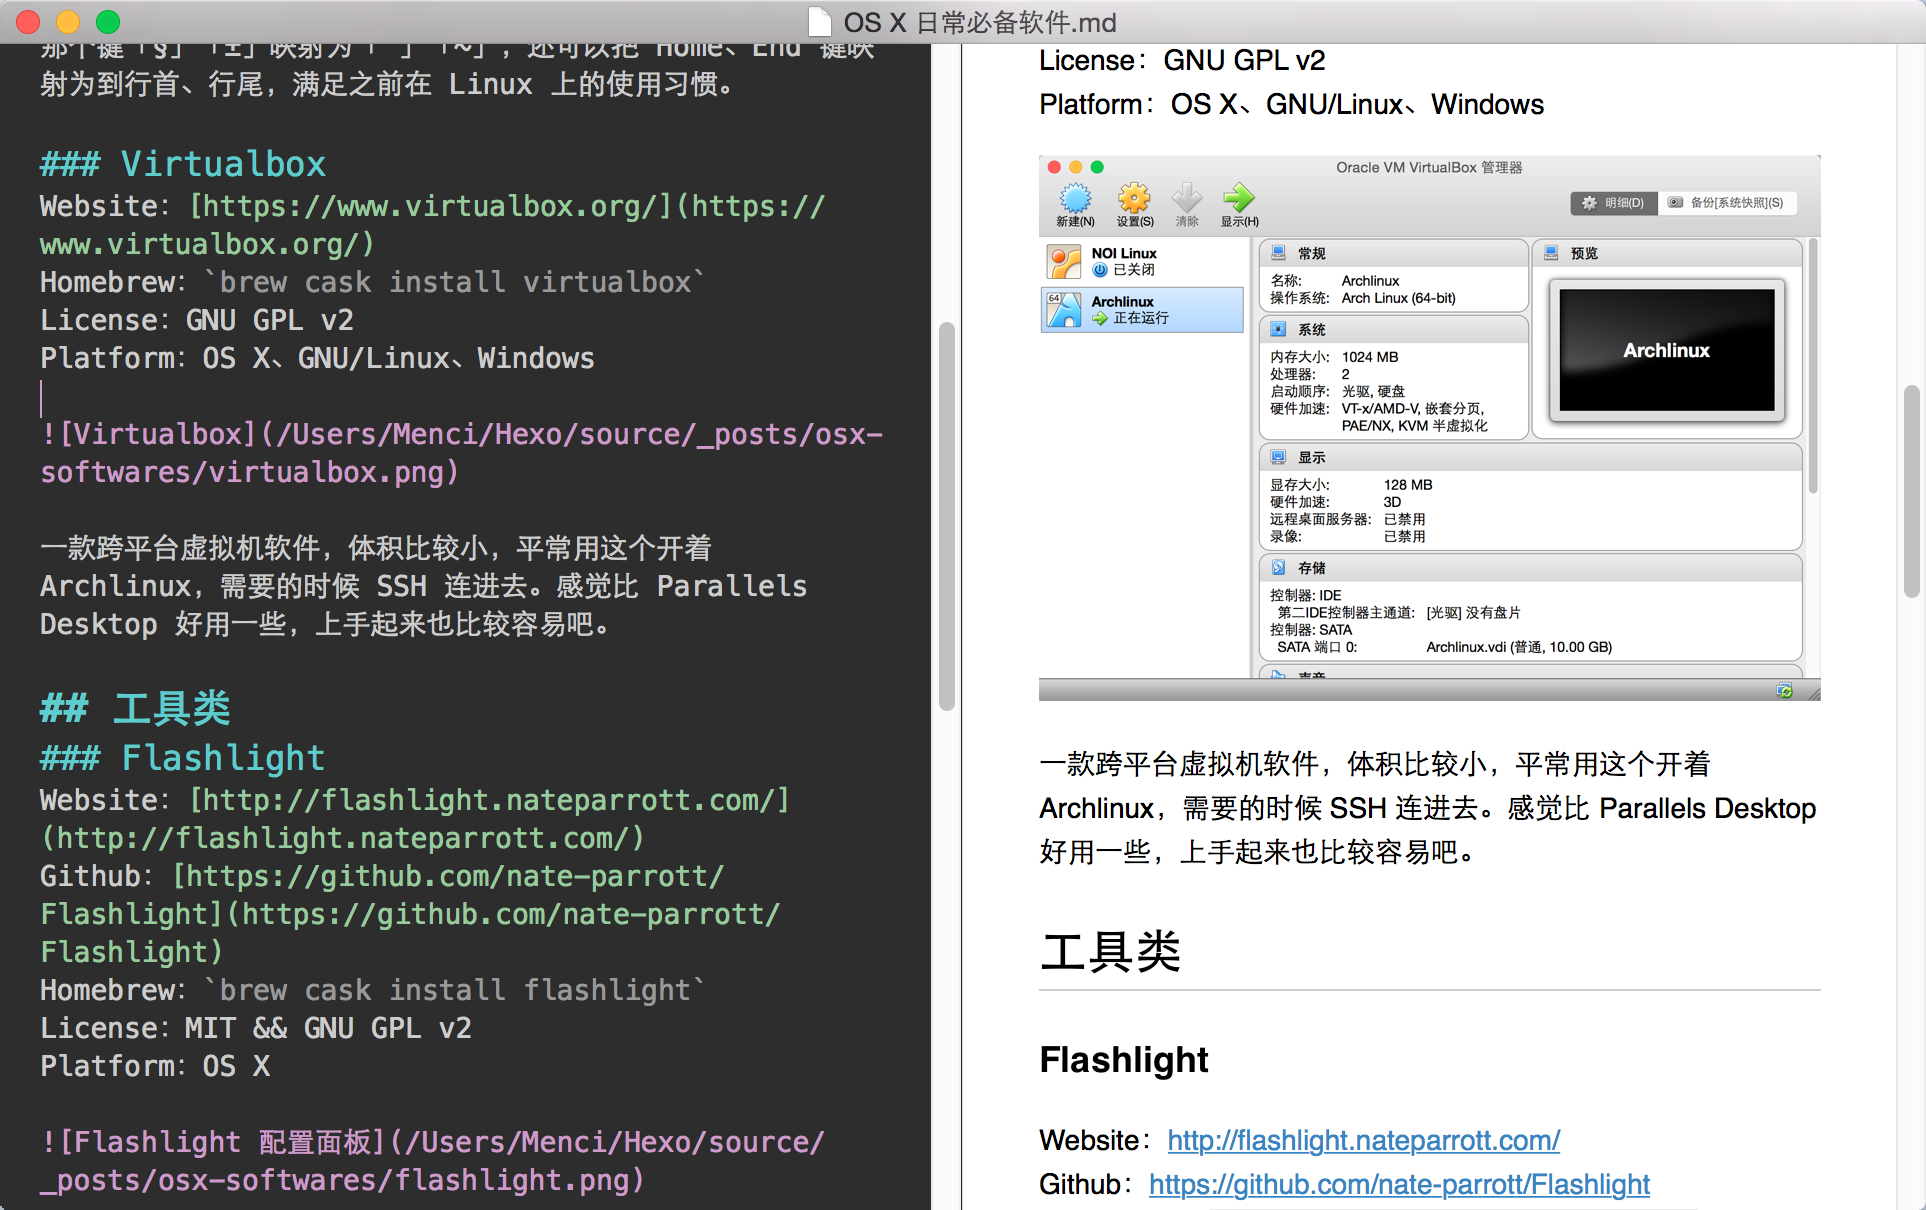 OS X 日常必备软件.md
那个键「§」「±」映射为「`」「~」，还可以把 Home、End 键映
射为到行首、行尾，满足之前在 Linux 上的使用习惯。
### Virtualbox
Website：[https://www.virtualbox.org/](https://
www.virtualbox.org/)
Homebrew：`brew cask install virtualbox`
License：GNU GPL v2
Platform：OS X、GNU/Linux、Windows
![Virtualbox](/Users/Menci/Hexo/source/_posts/osx-
softwares/virtualbox.png)
一款跨平台虚拟机软件，体积比较小，平常用这个开着
Archlinux，需要的时候 SSH 连进去。感觉比 Parallels
Desktop 好用一些，上手起来也比较容易吧。
## 工具类
### Flashlight
Website：[http://flashlight.nateparrott.com/]
(http://flashlight.nateparrott.com/)
Github：[https://github.com/nate-parrott/
Flashlight](https://github.com/nate-parrott/
Flashlight)
Homebrew：`brew cask install flashlight`
License：MIT && GNU GPL v2
Platform：OS X
![Flashlight 配置面板](/Users/Menci/Hexo/source/
_posts/osx-softwares/flashlight.png)
License：GNU GPL v2
Platform：OS X、GNU/Linux、Windows
Oracle VM VirtualBox 管理器
新建(N) 设置(S) 清除 显示(H)
明细(D) 备份[系统快照](S)
NOI Linux
已关闭
64
Archlinux
正在运行
常规
名称: Archlinux
操作系统: Arch Linux (64-bit)
系统
内存大小: 1024 MB
处理器: 2
启动顺序: 光驱, 硬盘
硬件加速: VT-x/AMD-V, 嵌套分页,
PAE/NX, KVM 半虚拟化
预览
Archlinux
显示
显存大小: 128 MB
硬件加速: 3D
远程桌面服务器: 已禁用
录像: 已禁用
存储
控制器: IDE
第二IDE控制器主通道: [光驱] 没有盘片
控制器: SATA
SATA 端口 0: Archlinux.vdi (普通, 10.00 GB)
声音
一款跨平台虚拟机软件，体积比较小，平常用这个开着
Archlinux，需要的时候 SSH 连进去。感觉比 Parallels Desktop
好用一些，上手起来也比较容易吧。
工具类
Flashlight
Website：http://flashlight.nateparrott.com/
Github：https://github.com/nate-parrott/Flashlight